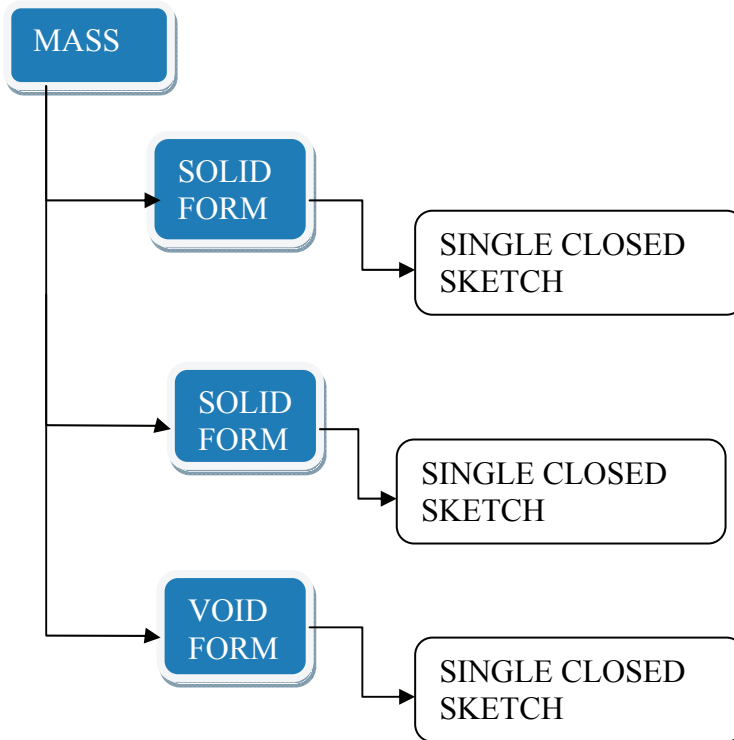 MASS
SOLID
FORM
SINGLE CLOSED
SKETCH
SOLID
FORM
SINGLE CLOSED
SKETCH
VOID
FORM
SINGLE CLOSED
SKETCH